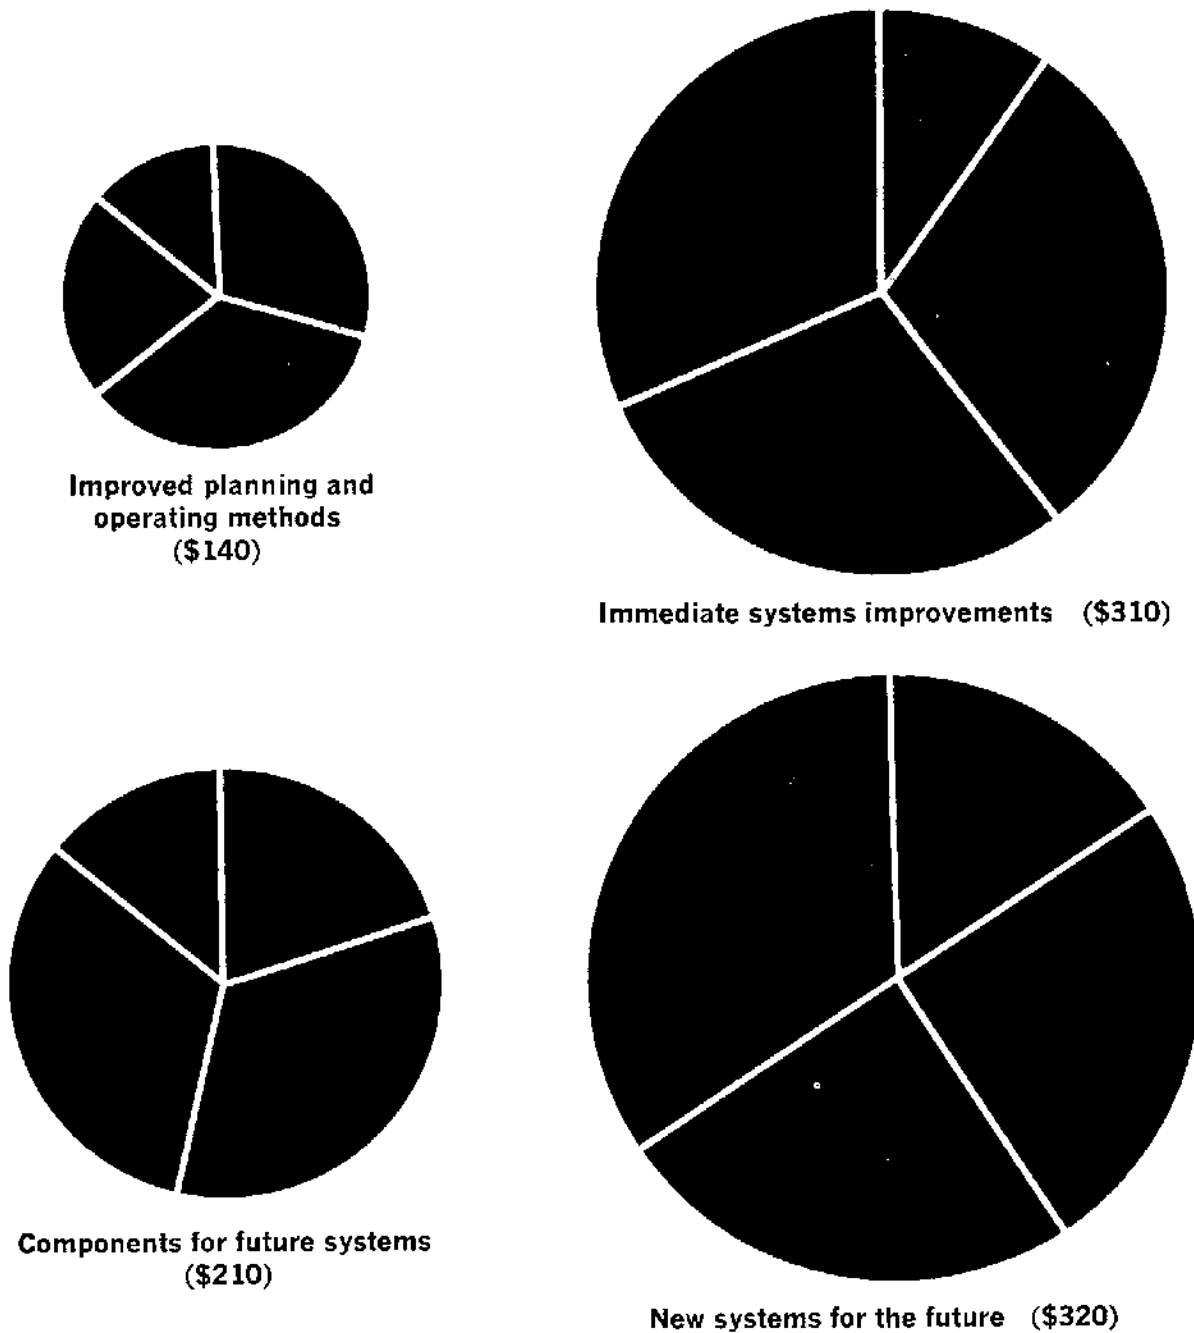 Improved planning and
operating methods
($140)
Immediate systems improvements ($310)
Components for future systems
($210)
New systems for the future ($320)